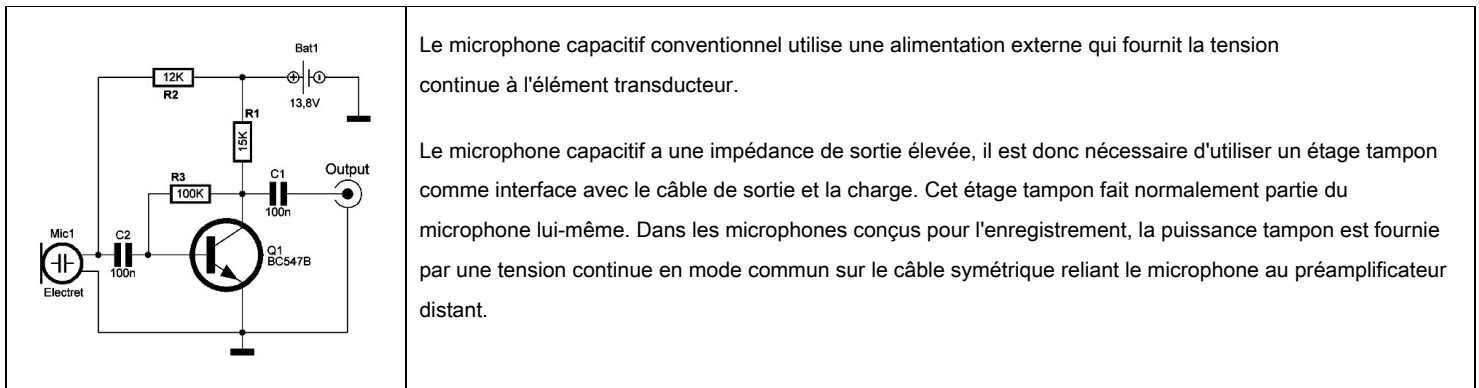 Bat1
12K
R2
13,8V
R1
15K
R3
100K
C1
100n
Output
Mic1
C2
100n
Electret
Q1
BC547B
Le microphone capacitif conventionnel utilise une alimentation externe qui fournit la tension
continue à l'élément transducteur.
Le microphone capacitif a une impédance de sortie élevée, il est donc nécessaire d'utiliser un étage tampon
comme interface avec le câble de sortie et la charge. Cet étage tampon fait normalement partie du
microphone lui-même. Dans les microphones conçus pour l'enregistrement, la puissance tampon est fournie
par une tension continue en mode commun sur le câble symétrique reliant le microphone au préamplificateur
distant.